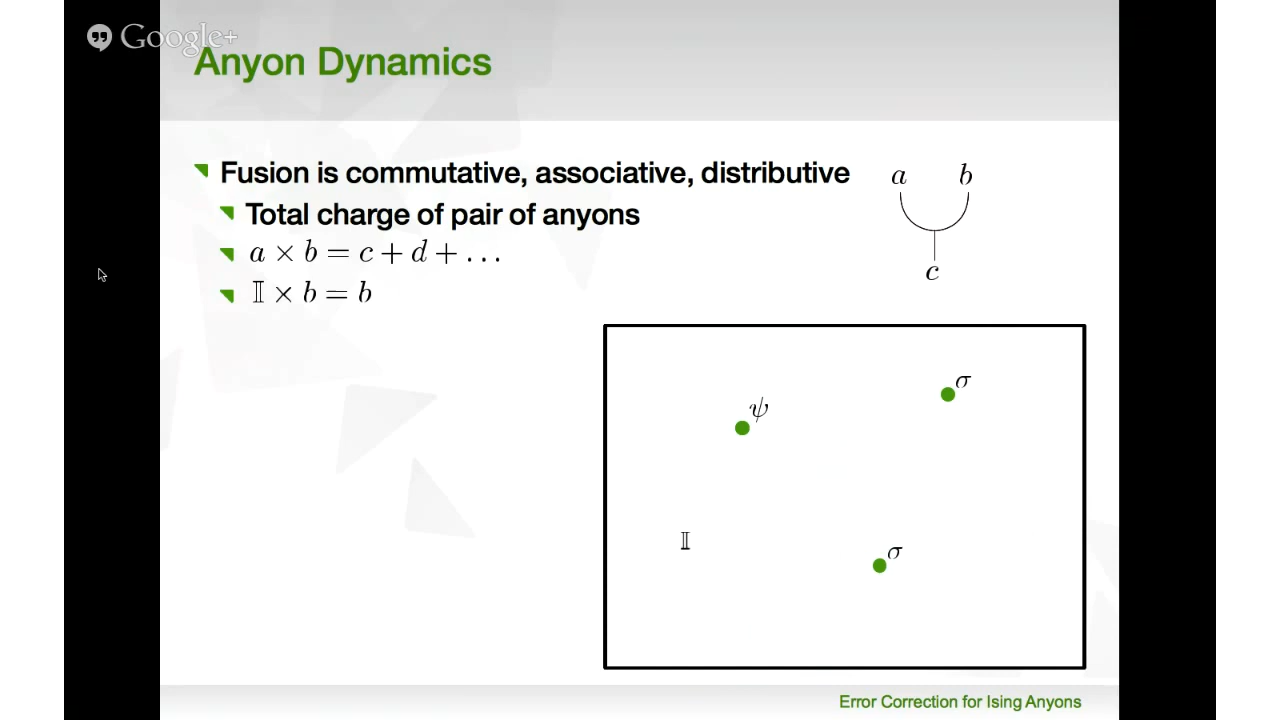 Google+
Anyon Dynamics
Fusion is commutative, associative, distributive
Total charge of pair of anyons
a × b = c + d + . . .
𝕀 × b = b
a b
c
σ
ψ
𝕀
σ
Error Correction for Ising Anyons